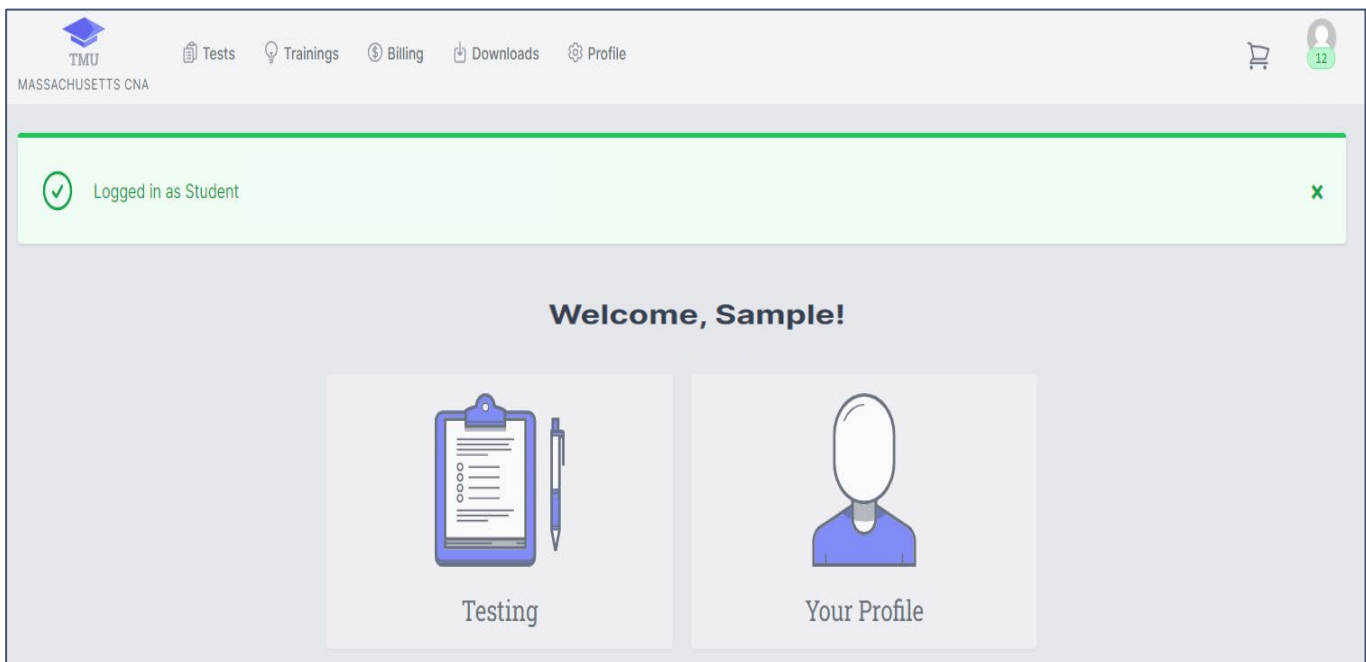 TMU
MASSACHUSETTS CNA
Tests Trainings Billing Downloads Profile
12
Logged in as Student
Welcome, Sample!
Testing
Your Profile